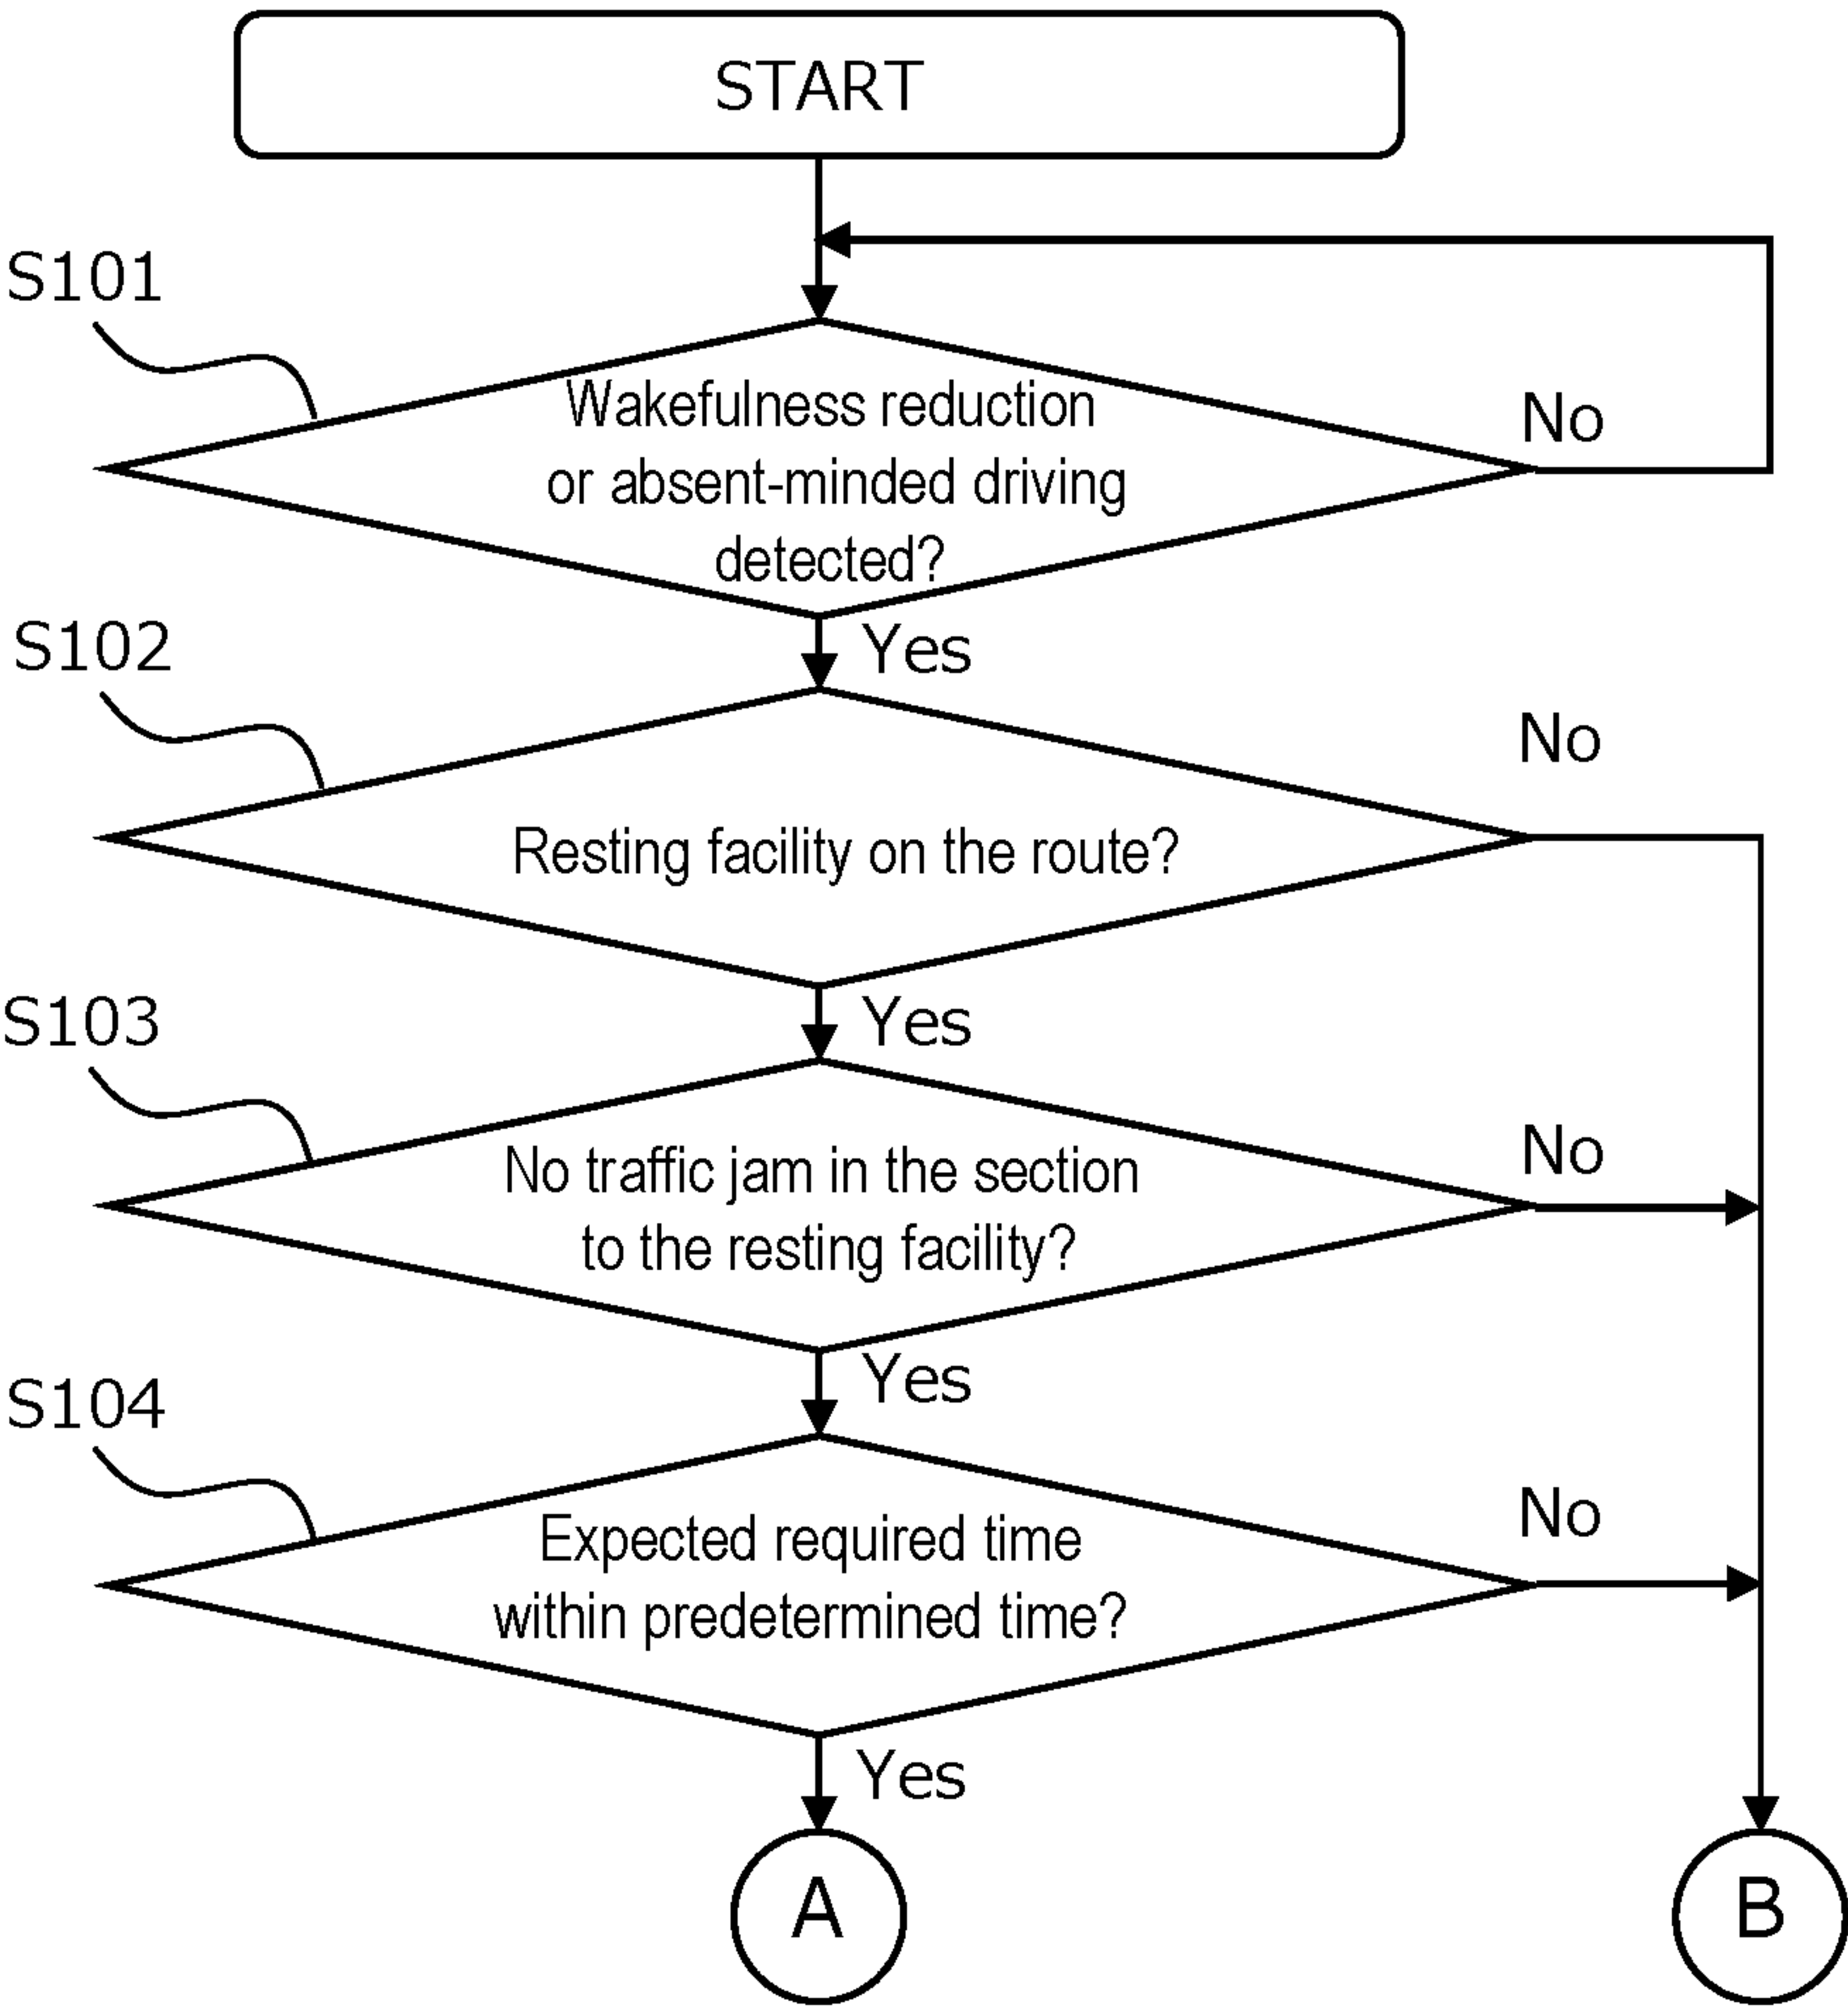 START
S101
Wakefulness reduction
or absent-minded driving
detected?
No
Yes
S102
Resting facility on the route?
No
Yes
S103
No traffic jam in the section
to the resting facility?
No
Yes
S104
Expected required time
within predetermined time?
No
Yes
A
B